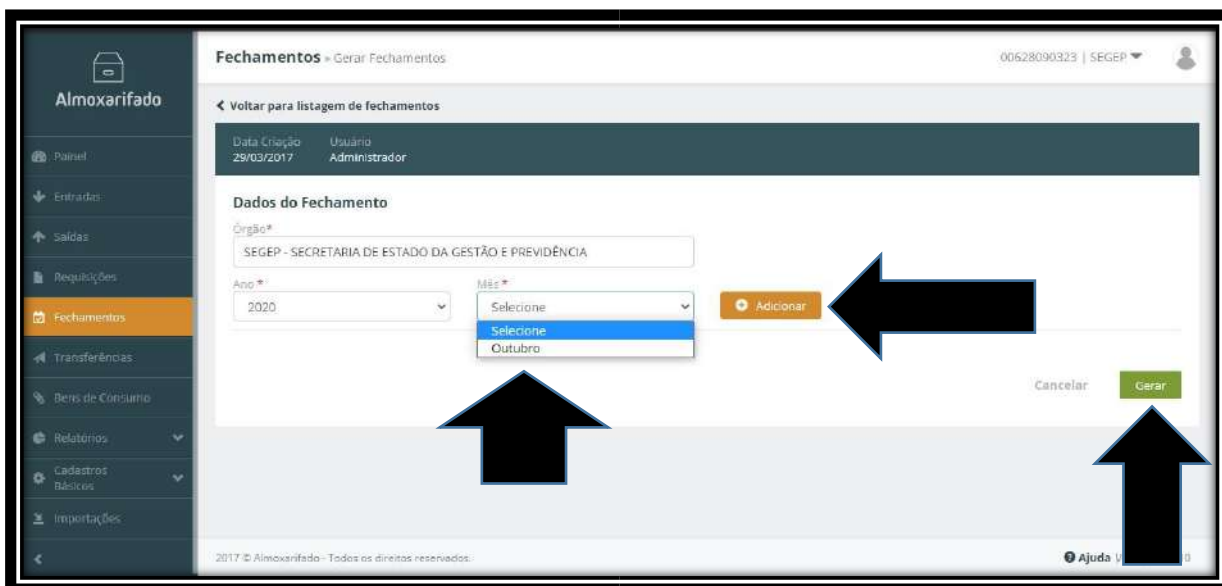 Almoxarifado
Painel
Entradas
Saídas
Requisições
Fechamentos
Transferências
Bens de Consumo
Relatórios
Cadastros
Básicos
Importações
Fechamentos » Gerar Fechamentos
00628090323 | SEGEP
Voltar para listagem de fechamentos
Data Criação Usuário
29/03/2017 Administrador
Dados do Fechamento
Órgão*
SEGEP - SECRETARIA DE ESTADO DA GESTÃO E PREVIDÊNCIA
Ano * Mês *
2020 Selecione Adicionar
Selecione
Outubro
Cancelar Gerar
2017 © Almoxarifado - Todos os direitos reservados. Ajuda